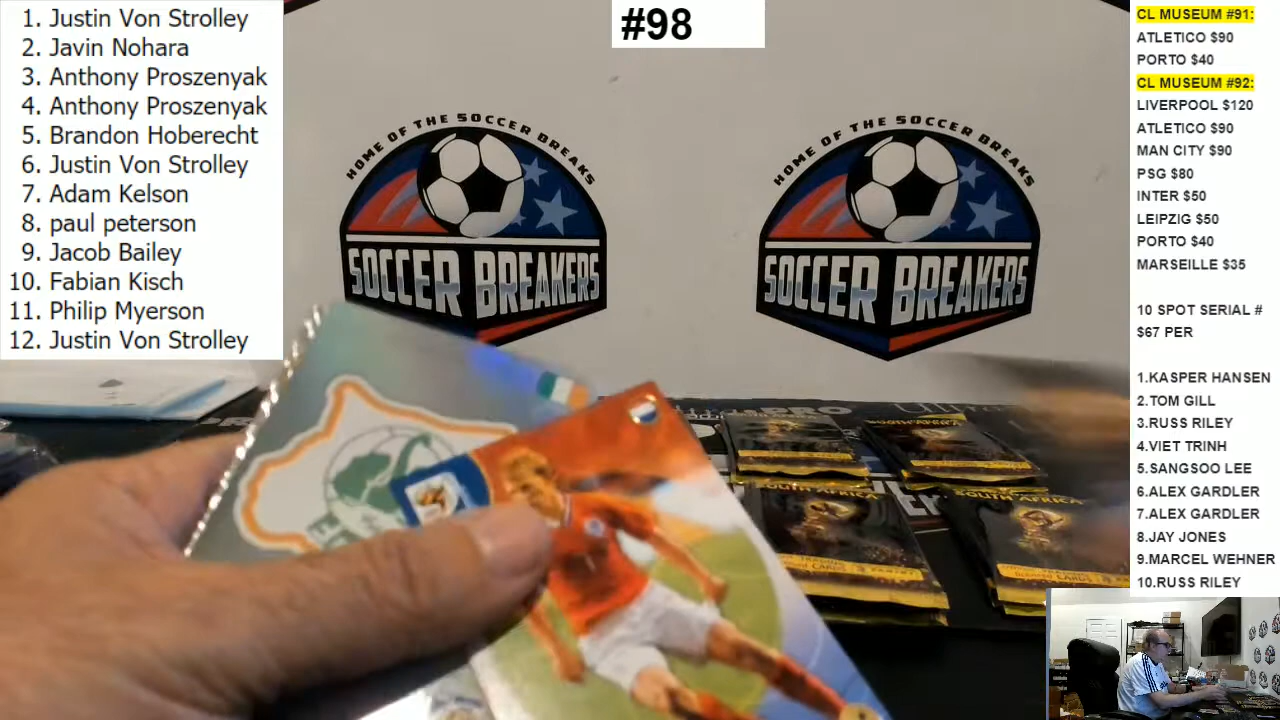 1. Justin Von Strolley
2. Javin Nohara
3. Anthony Proszenyak
4. Anthony Proszenyak
5. Brandon Hoberecht
6. Justin Von Strolley
7. Adam Kelson
8. paul peterson
9. Jacob Bailey
10. Fabian Kisch
11. Philip Myerson
12. Justin Von Strolley
#98
HOME OF THE SOCCER BREAKS
SOCCER BREAKERS
HOME OF THE SOCCER BREAKS
SOCCER BREAKERS
SOUTH AFRICA
SOUTH AFRICA
CL MUSEUM #91:
ATLETICO $90
PORTO $40
CL MUSEUM #92:
LIVERPOOL $120
ATLETICO $90
MAN CITY $90
PSG $80
INTER $50
LEIPZIG $50
PORTO $40
MARSEILLE $35
10 SPOT SERIAL #
$67 PER
1.KASPER HANSEN
2.TOM GILL
3.RUSS RILEY
4.VIET TRINH
5.SANGSOO LEE
6.ALEX GARDLER
7.ALEX GARDLER
8.JAY JONES
9.MARCEL WEHNER
10.RUSS RILEY